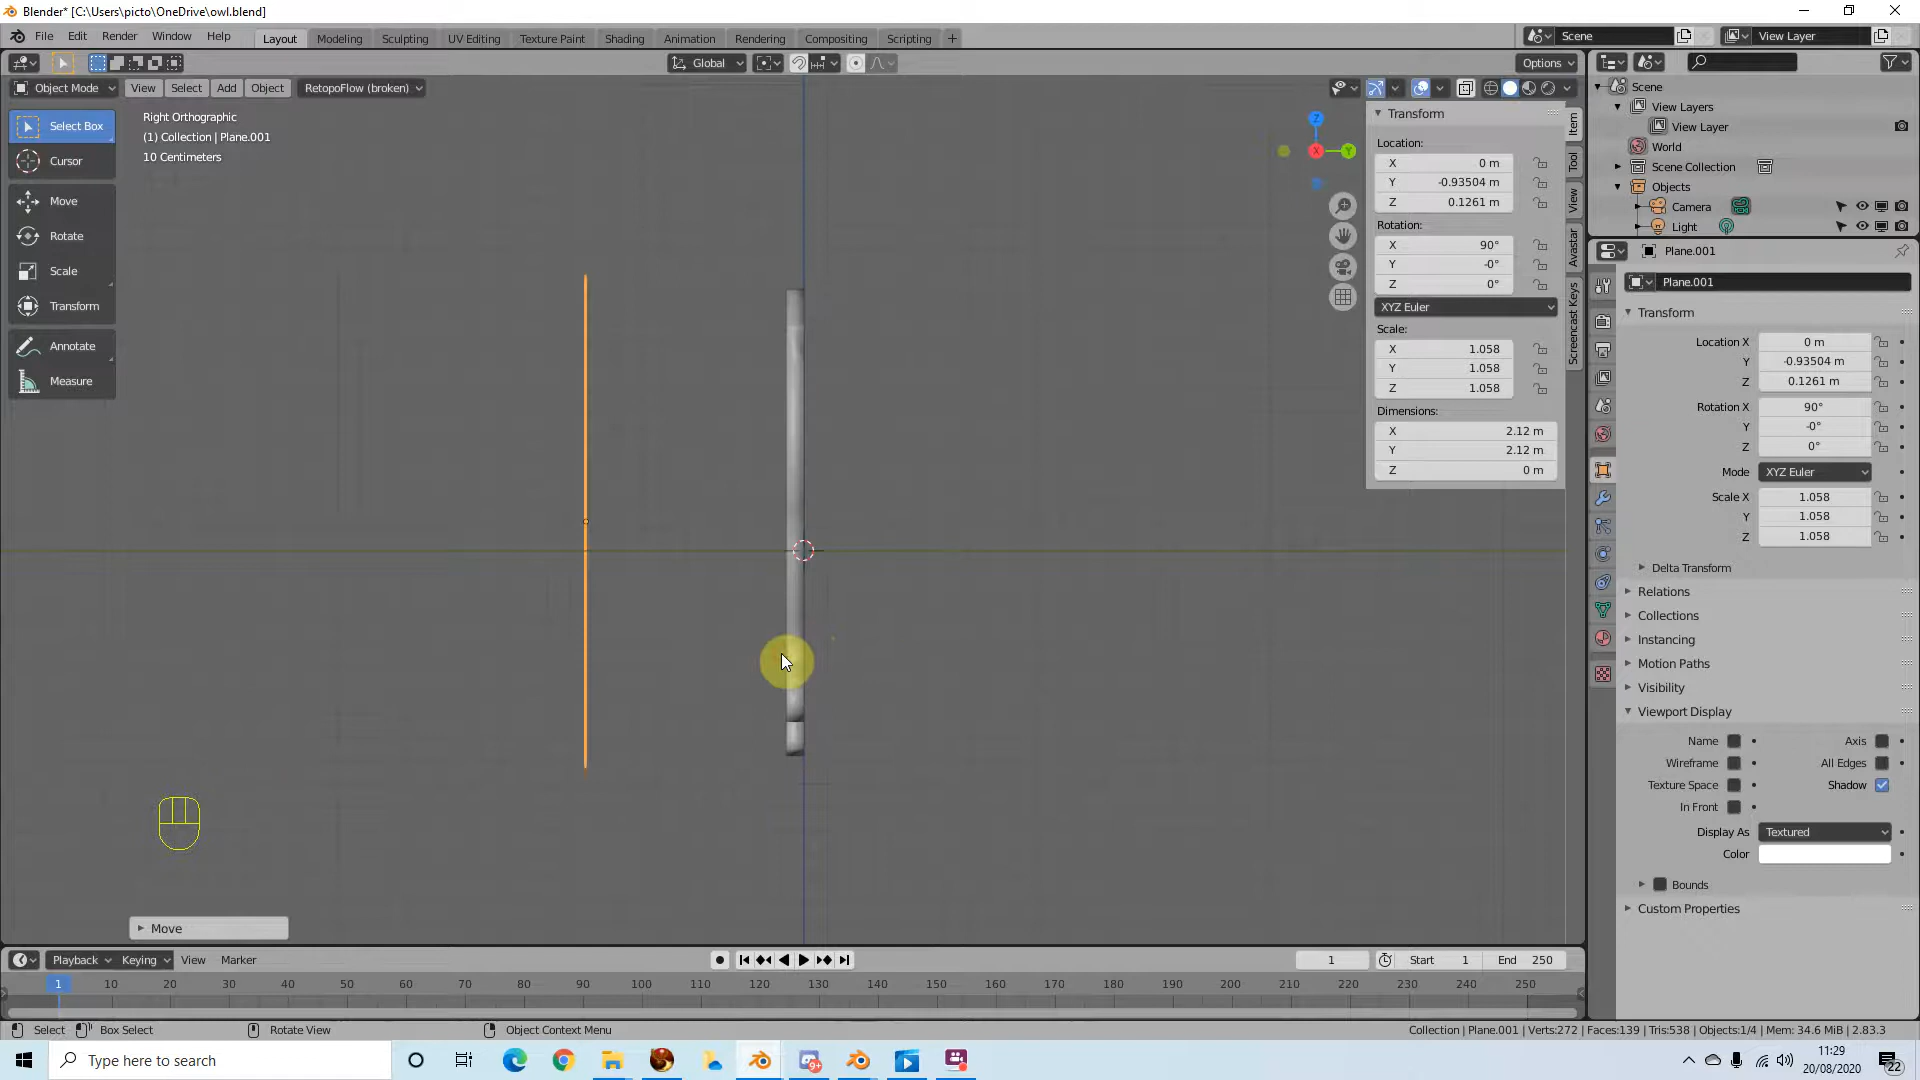 Blender* [C:\Users\picto\OneDrive\owl.blend]
File Edit Render Window Help
Layout Modeling Sculpting UV Editing Texture Paint Shading Animation Rendering Compositing Scripting +
Scene
View Layer
Global
Options
Object Mode View Select Add Object RetopoFlow (broken)
Select Box
Cursor
Move
Rotate
Scale
Transform
Annotate
Measure
Right Orthographic
(1) Collection | Plane.001
10 Centimeters
Z
Y
X
Transform
Location:
X 0 m
Y -0.93504 m
Z 0.1261 m
Rotation:
X 90°
Y -0°
Z 0°
XYZ Euler
Scale:
X 1.058
Y 1.058
Z 1.058
Dimensions:
X 2.12 m
Y 2.12 m
Z 0 m
Item
Tool
View
Avastar
Screencast Keys
Scene
View Layers
View Layer
World
Scene Collection
Objects
Camera
Light
Plane.001
Plane.001
Transform
Location X 0 m
Y -0.93504 m
Z 0.1261 m
Rotation X 90°
Y -0°
Z 0°
Mode XYZ Euler
Scale X 1.058
Y 1.058
Z 1.058
Delta Transform
Relations
Collections
Instancing
Motion Paths
Visibility
Viewport Display
Name Axis
Wireframe All Edges
Texture Space Shadow
In Front
Display As Textured
Color
Bounds
Custom Properties
Move
Playback Keying View Marker
1 Start 1 End 250
1 10 20 30 40 50 60 70 80 90 100 110 120 130 140 150 160 170 180 190 200 210 220 230 240 250
Select Box Select Rotate View Object Context Menu
Collection | Plane.001 | Verts:272 | Faces:139 | Tris:538 | Objects:1/4 | Mem: 34.6 MiB | 2.83.3
Type here to search
9+
11:29
20/08/2020
22